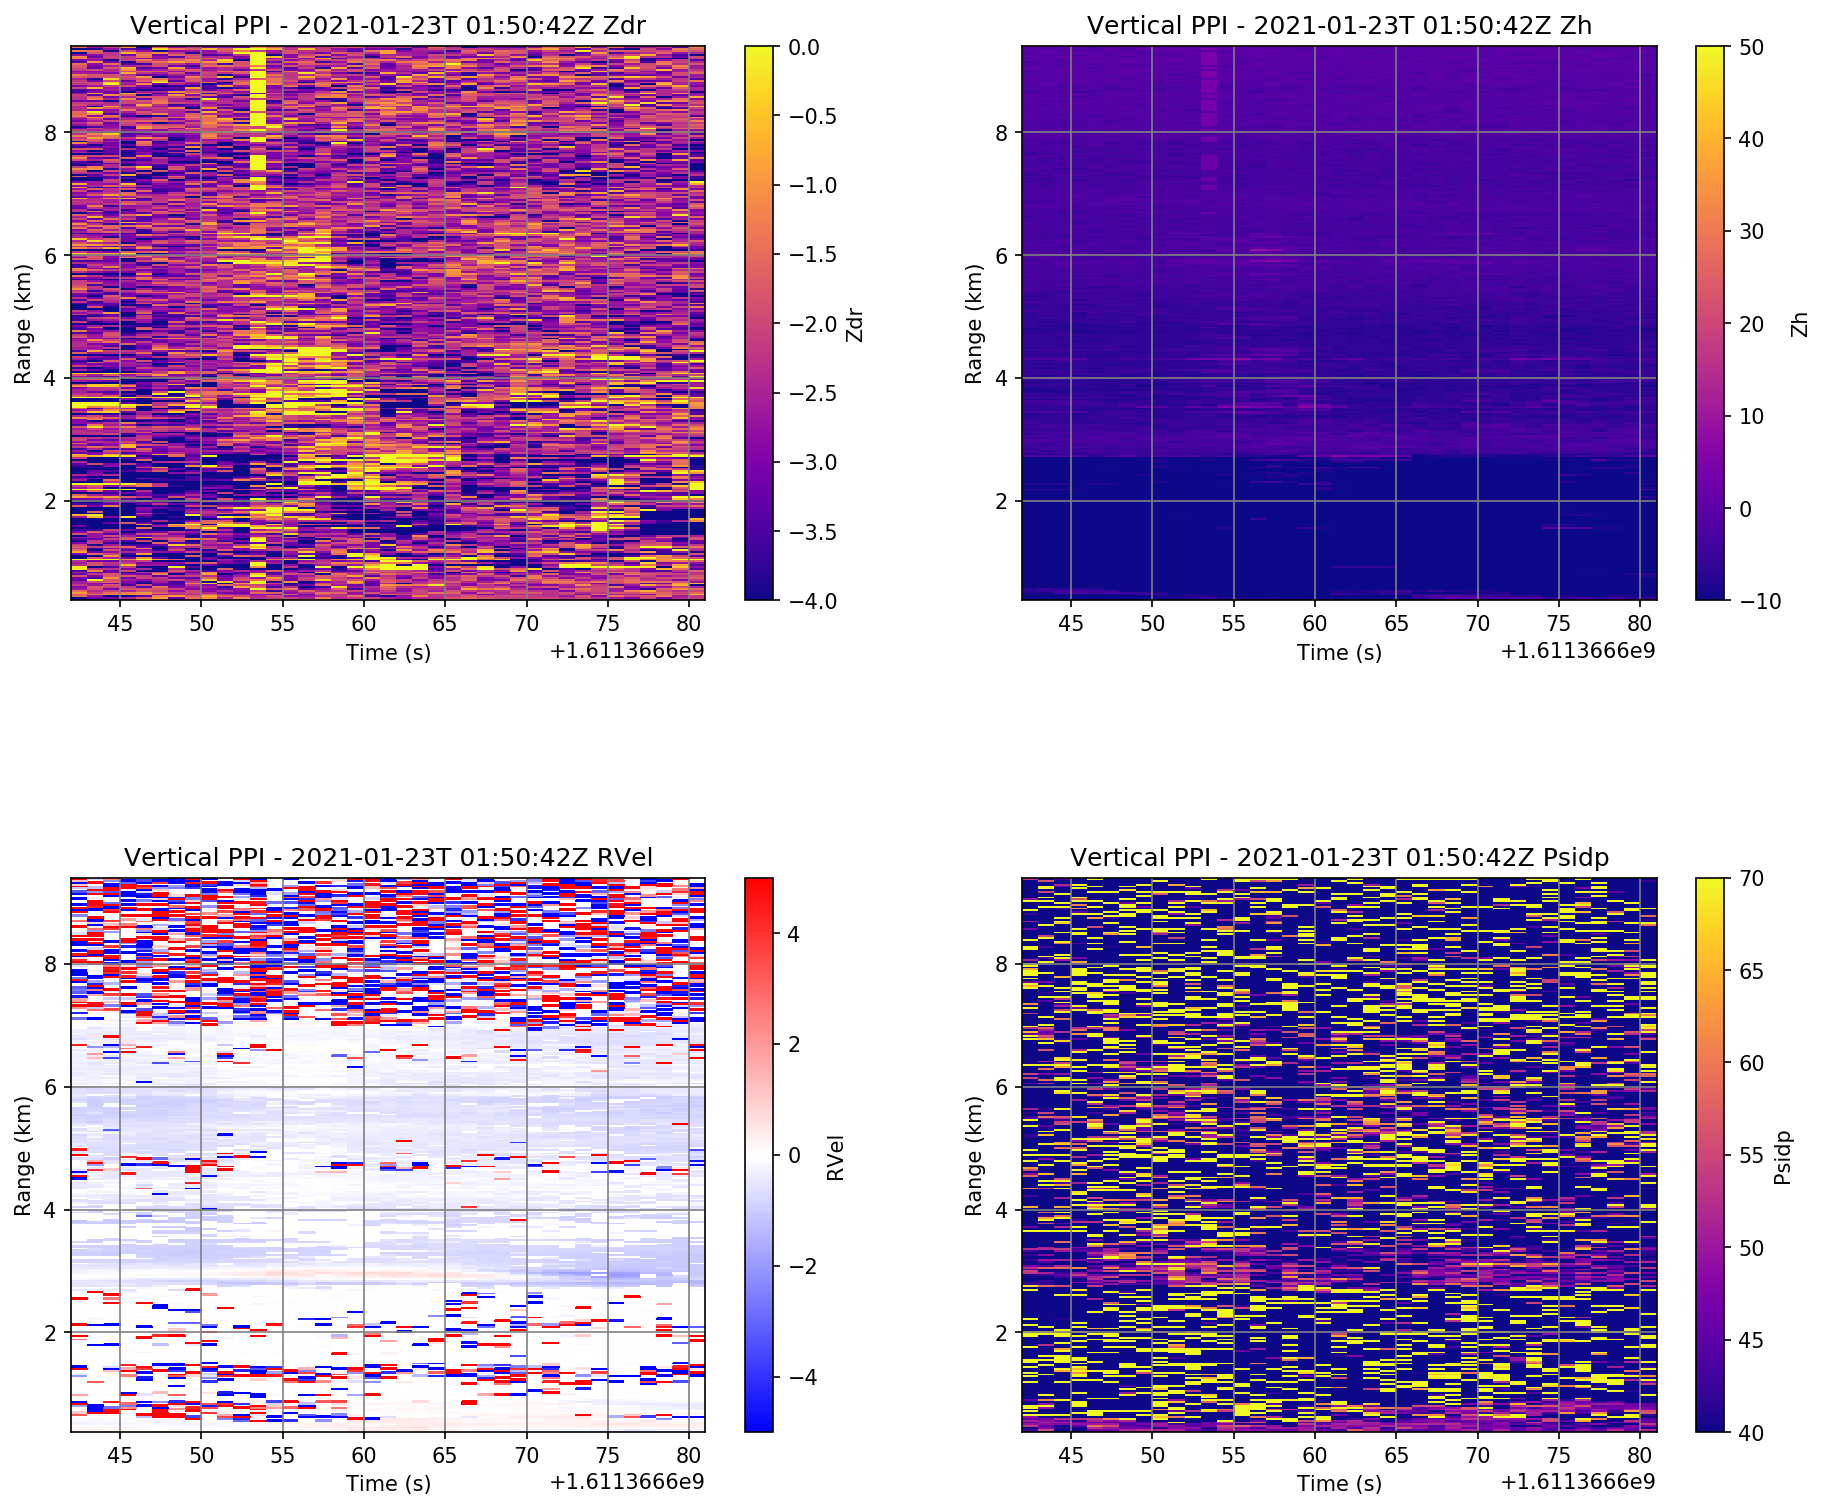 Vertical PPI - 2021-01-23T 01:50:42Z Zdr
Range (km)
8
6
4
2
45 50 55 60 65 70 75 80
Time (s)
+1.6113666e9
0.0
−0.5
−1.0
−1.5
−2.0
−2.5
−3.0
−3.5
−4.0
Zdr
Vertical PPI - 2021-01-23T 01:50:42Z Zh
Range (km)
8
6
4
2
45 50 55 60 65 70 75 80
Time (s)
+1.6113666e9
50
40
30
20
10
0
−10
Zh
Vertical PPI - 2021-01-23T 01:50:42Z RVel
Range (km)
8
6
4
2
45 50 55 60 65 70 75 80
Time (s)
+1.6113666e9
4
2
0
−2
−4
RVel
Vertical PPI - 2021-01-23T 01:50:42Z Psidp
Range (km)
8
6
4
2
45 50 55 60 65 70 75 80
Time (s)
+1.6113666e9
70
65
60
55
50
45
40
Psidp